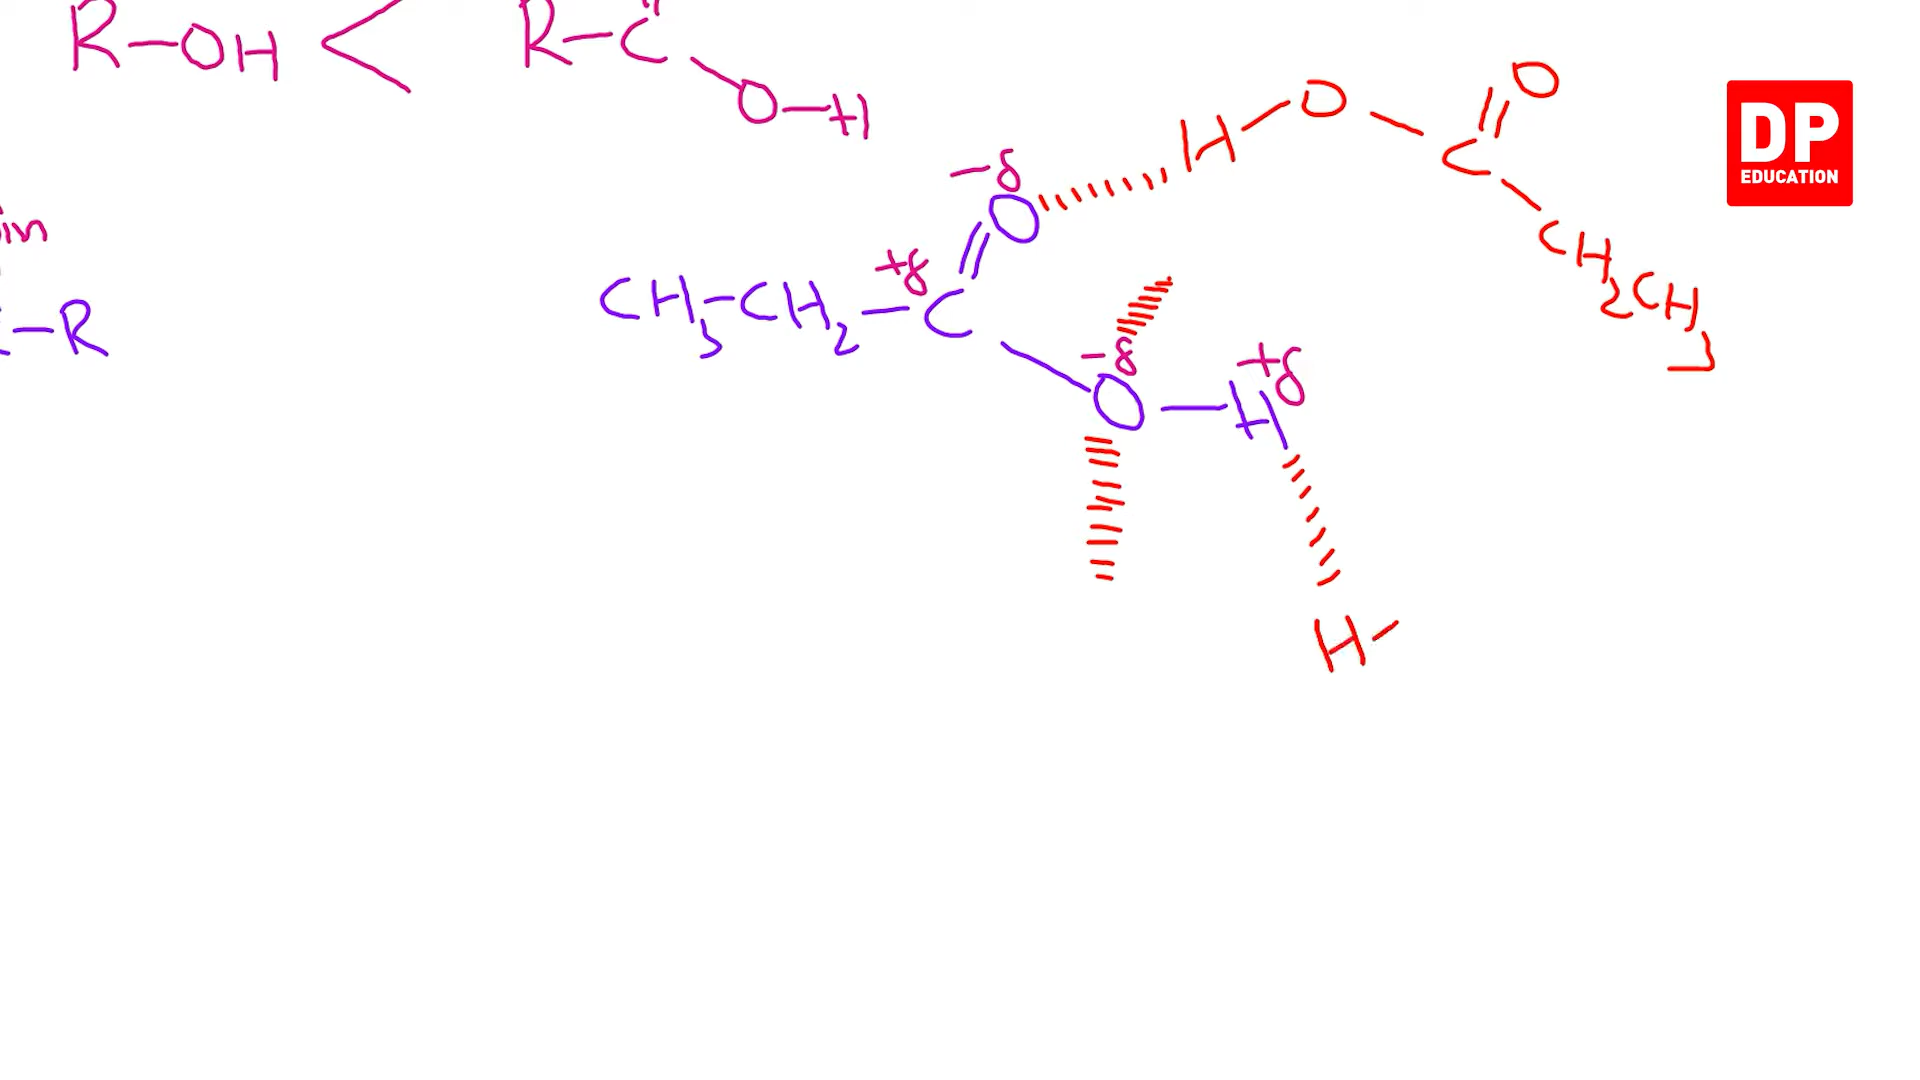 R-OH < R-C
O-H
H-O
C
O
DP
EDUCATION
-δ
O
in
+δ
CH3-CH2-C
CH2CH3
-R
-δ
O-H
+δ
H-